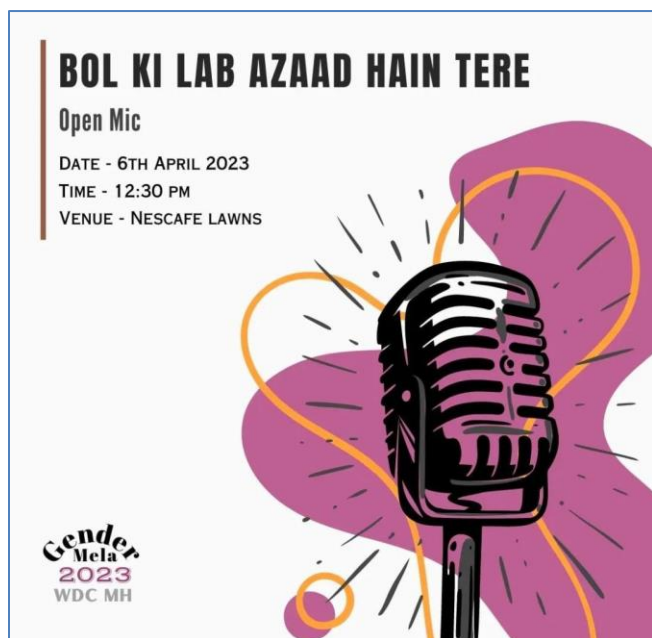 BOL KI LAB AZAAD HAIN TERE
Open Mic
DATE - 6TH APRIL 2023
TIME - 12:30 PM
VENUE - NESCAFE LAWNS
Gender
Mela
2023
WDC MH